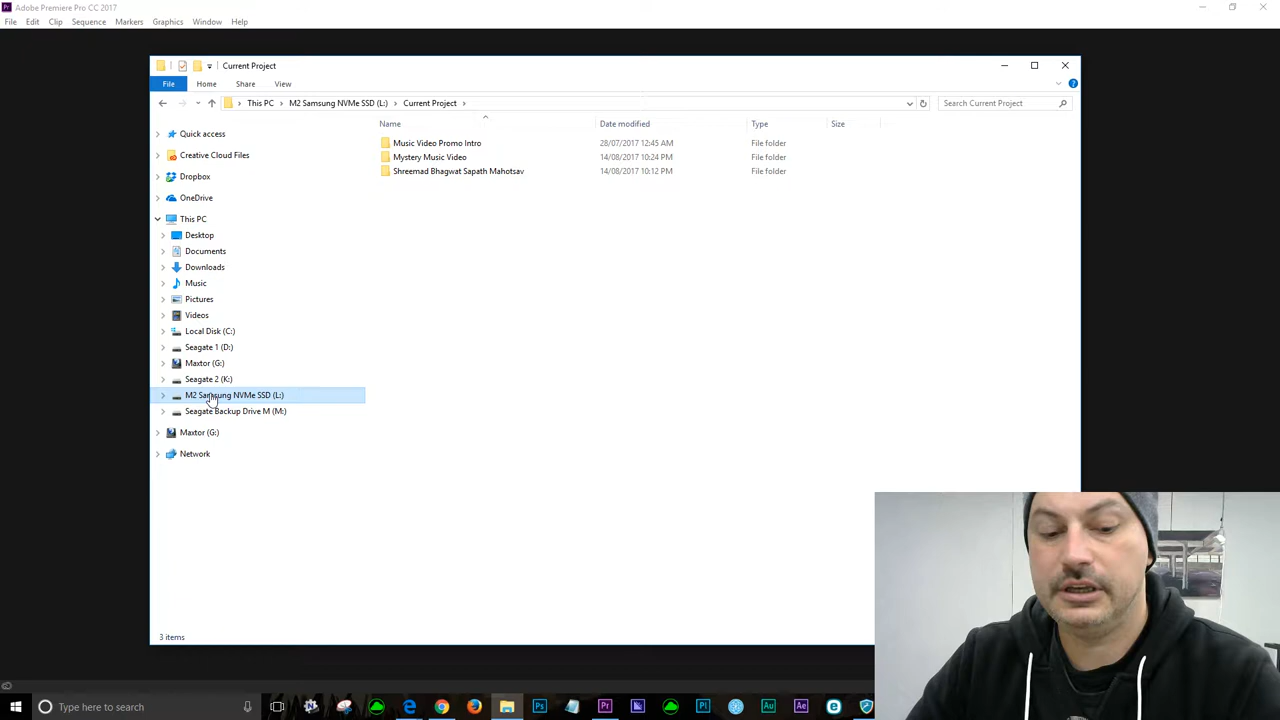 Adobe Premiere Pro CC 2017
File Edit Clip Sequence Markers Graphics Window Help
Current Project
File Home Share View
This PC > M2 Samsung NVMe SSD (L:) > Current Project >
Search Current Project
Name Date modified Type Size
Quick access
Creative Cloud Files
Dropbox
OneDrive
This PC
Desktop
Documents
Downloads
Music
Pictures
Videos
Local Disk (C:)
Seagate 1 (D:)
Maxtor (G:)
Seagate 2 (K:)
M2 Samsung NVMe SSD (L:)
Seagate Backup Drive M (M:)
Maxtor (G:)
Network
Music Video Promo Intro 28/07/2017 12:45 AM File folder
Mystery Music Video 14/08/2017 10:24 PM File folder
Shreemad Bhagwat Sapath Mahotsav 14/08/2017 10:12 PM File folder
3 items
Type here to search
Ps Pr Pl Au Ae